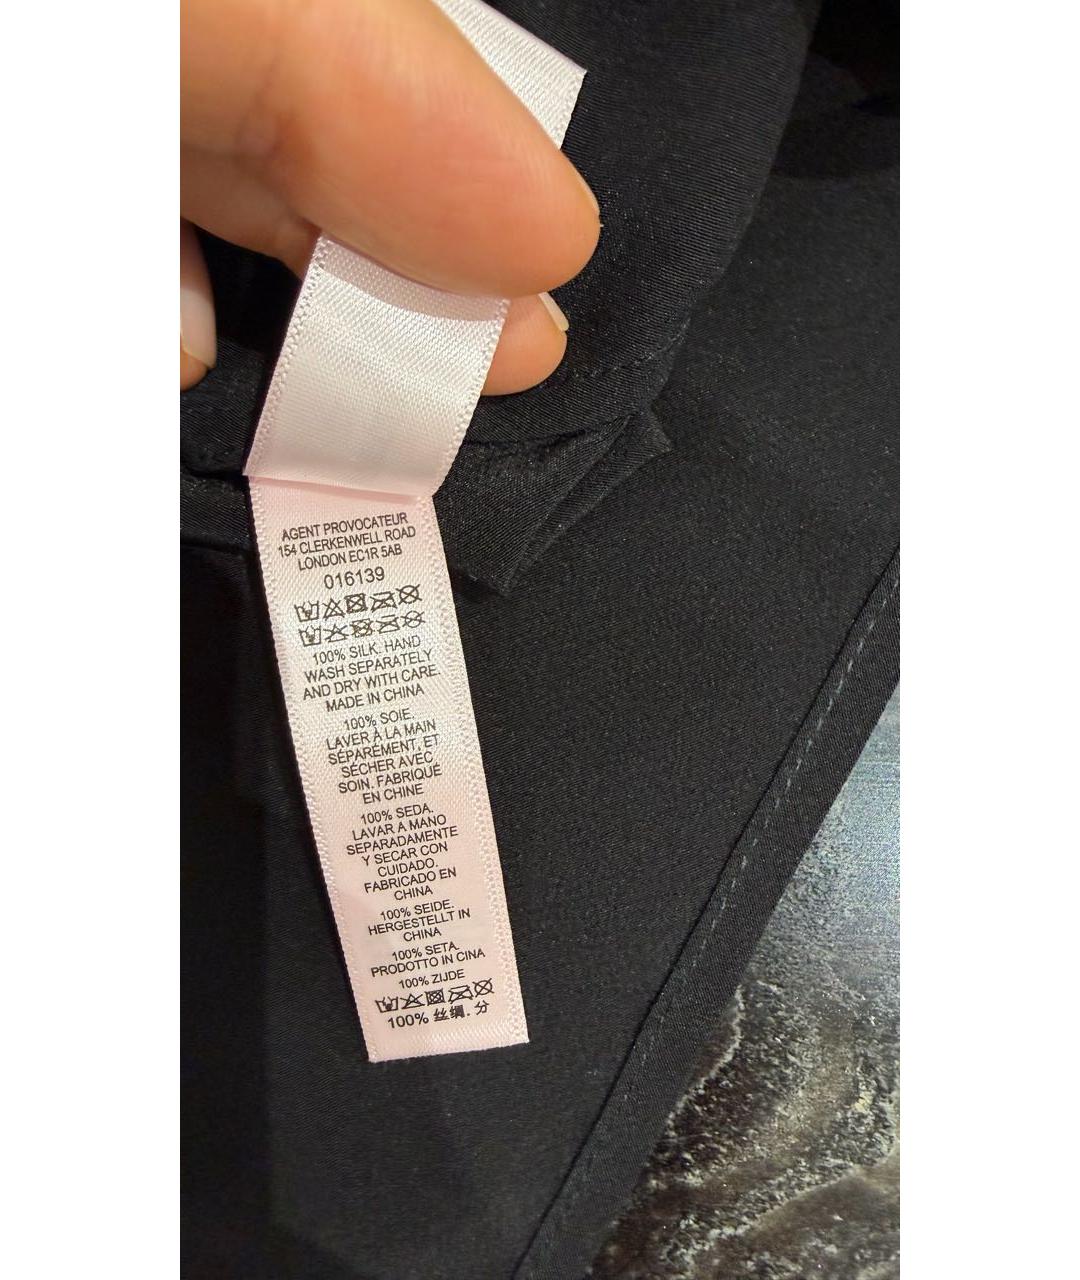 AGENT PROVOCATEUR
154 CLERKENWELL ROAD
LONDON EC1R 5AB
016139
100% SILK. HAND
WASH SEPARATELY
AND DRY WITH CARE.
MADE IN CHINA
100% SOIE.
LAVER À LA MAIN
SÉPARÉMENT, ET
SÉCHER AVEC
SOIN. FABRIQUÉ
EN CHINE
100% SEDA.
LAVAR A MANO
SEPARADAMENTE
Y SECAR CON
CUIDADO.
FABRICADO EN
CHINA
100% SEIDE.
HERGESTELLT IN
CHINA
100% SETA.
PRODOTTO IN CINA
100% ZIJDE
100% 丝绸. 分